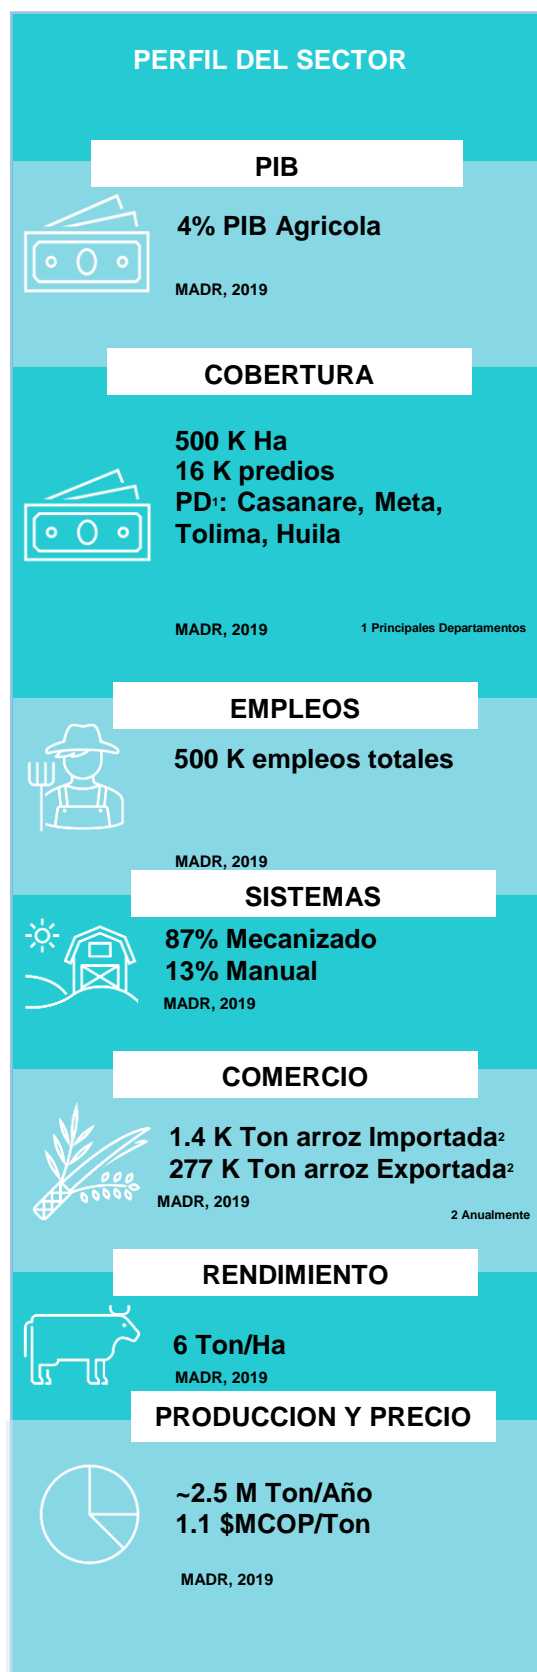 PERFIL DEL SECTOR
PIB
4% PIB Agricola
MADR, 2019
COBERTURA
500 K Ha
16 K predios
PD¹: Casanare, Meta,
Tolima, Huila
MADR, 2019
1 Principales Departamentos
EMPLEOS
500 K empleos totales
MADR, 2019
SISTEMAS
87% Mecanizado
13% Manual
MADR, 2019
COMERCIO
1.4 K Ton arroz Importada²
277 K Ton arroz Exportada²
MADR, 2019
2 Anualmente
RENDIMIENTO
6 Ton/Ha
MADR, 2019
PRODUCCION Y PRECIO
~2.5 M Ton/Año
1.1 $MCOP/Ton
MADR, 2019